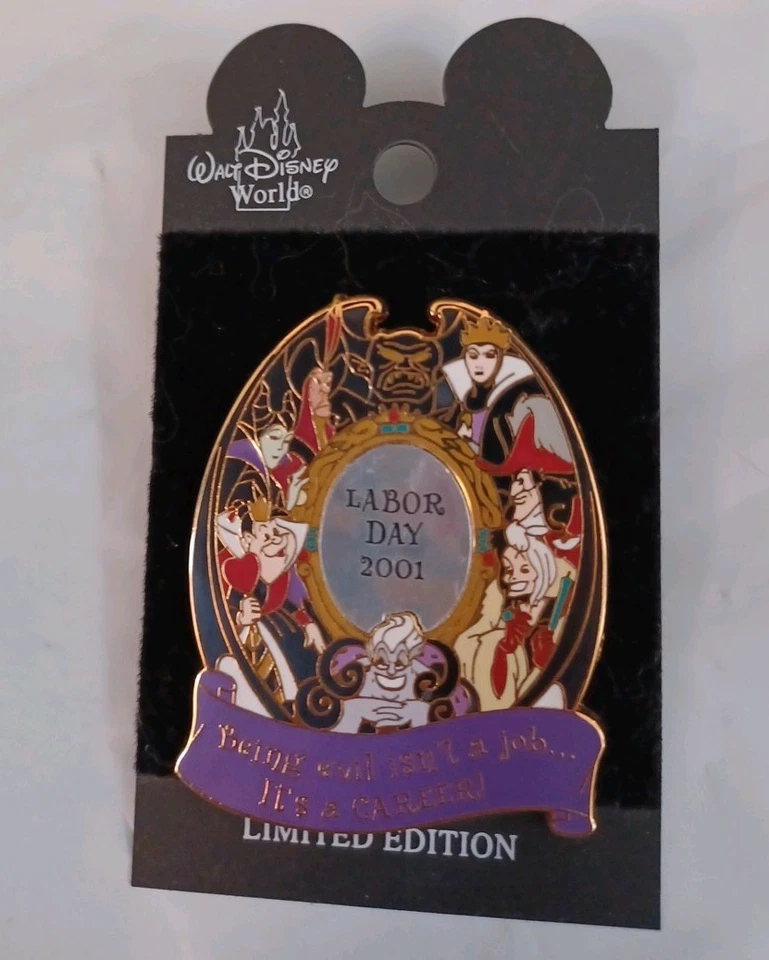 WALT DISNEY
World®
LABOR
DAY
2001
Being evil isn't a job...
It's a CAREER!
LIMITED EDITION